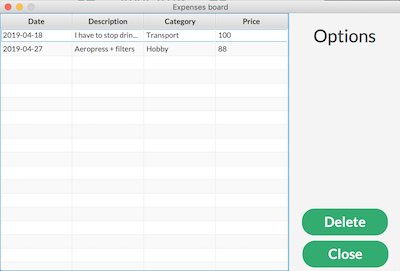 Expenses board
Date Description Category Price
2019-04-18 I have to stop drin... Transport 100
2019-04-27 Aeropress + filters Hobby 88
Options
Delete
Close